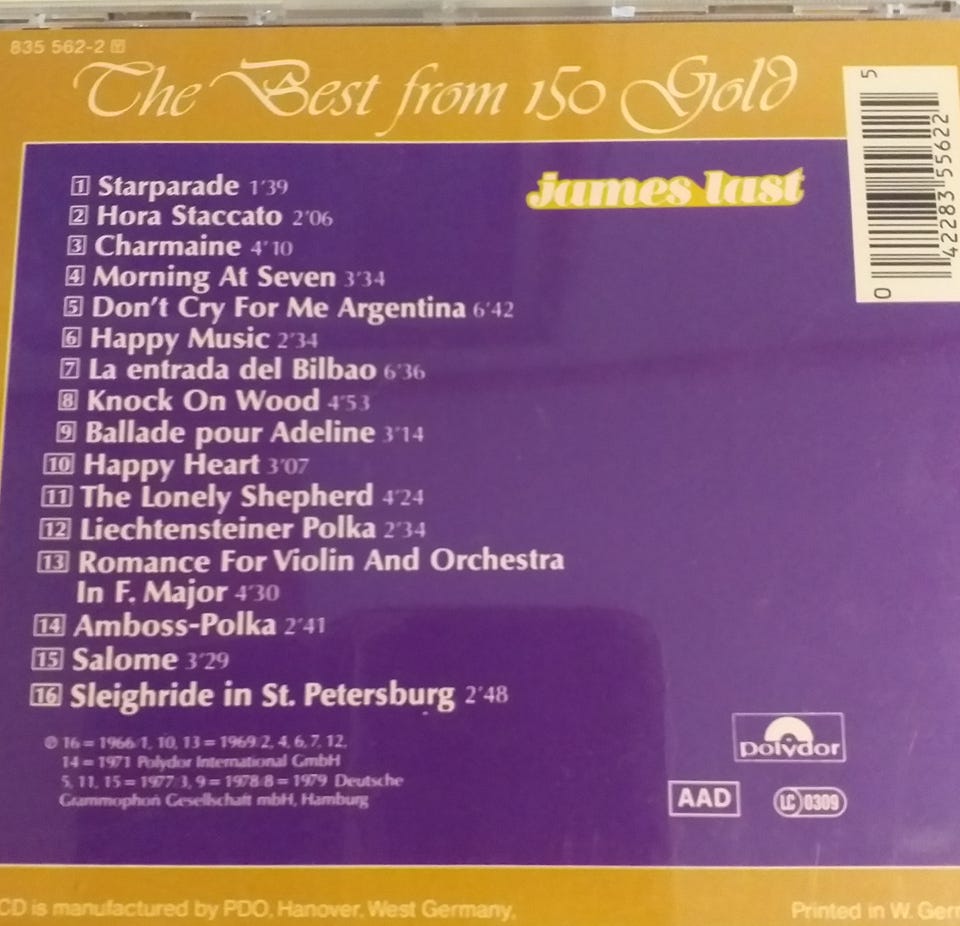 835 562-2
The Best from 150 Gold
james last
1 Starparade 1'39
2 Hora Staccato 2'06
3 Charmaine 4'10
4 Morning At Seven 3'34
5 Don't Cry For Me Argentina 6'42
6 Happy Music 2'34
7 La entrada del Bilbao 6'36
8 Knock On Wood 4'53
9 Ballade pour Adeline 3'14
10 Happy Heart 3'07
11 The Lonely Shepherd 4'24
12 Liechtensteiner Polka 2'34
13 Romance For Violin And Orchestra
In F. Major 4'30
14 Amboss-Polka 2'41
15 Salome 3'29
16 Sleighride in St. Petersburg 2'48
℗ 16 = 1966/1, 10, 13 = 1969/2, 4, 6, 7, 12,
14 = 1971 Polydor International GmbH
5, 11, 15 = 1977/3, 9 = 1978/8 = 1979 Deutsche
Grammophon Gesellschaft mbH, Hamburg
polydor
AAD
LC 0309
0 42283 55622 5
CD is manufactured by PDO, Hanover, West Germany,
Printed in W. Germ